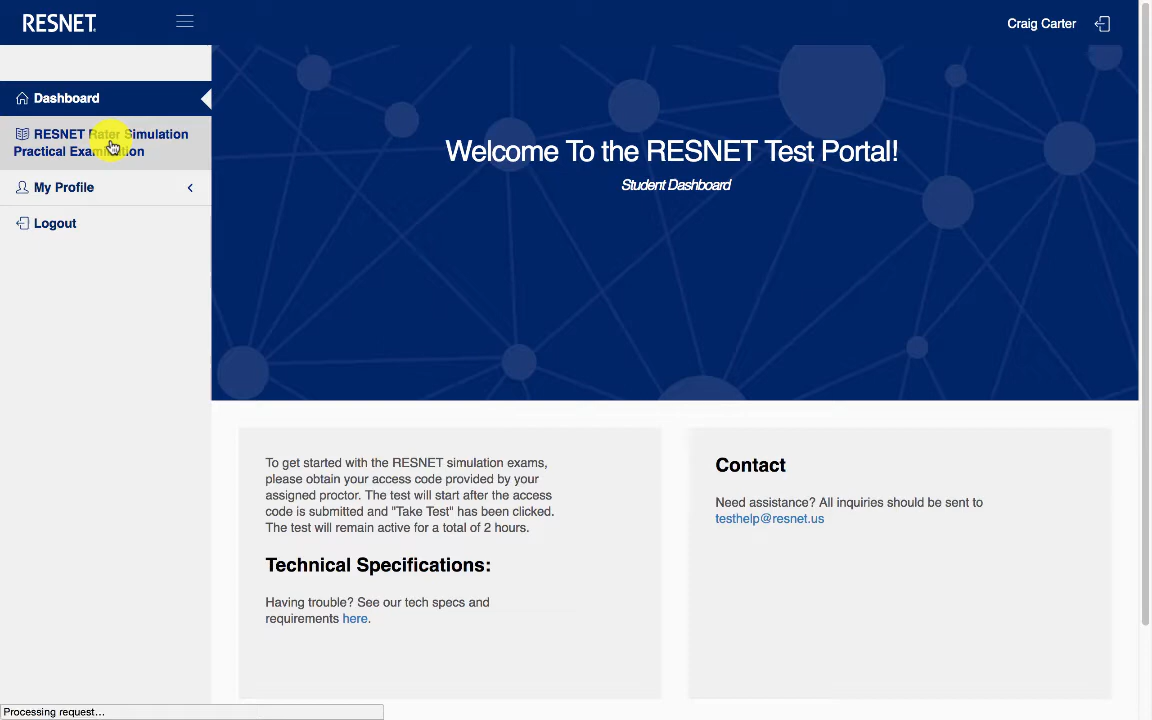 RESNET
Craig Carter
Dashboard
RESNET Rater Simulation
Practical Examination
My Profile
Logout
Welcome To the RESNET Test Portal!
Student Dashboard
To get started with the RESNET simulation exams,
please obtain your access code provided by your
assigned proctor. The test will start after the access
code is submitted and "Take Test" has been clicked.
The test will remain active for a total of 2 hours.
Technical Specifications:
Having trouble? See our tech specs and
requirements here.
Contact
Need assistance? All inquiries should be sent to
testhelp@resnet.us
Processing request...